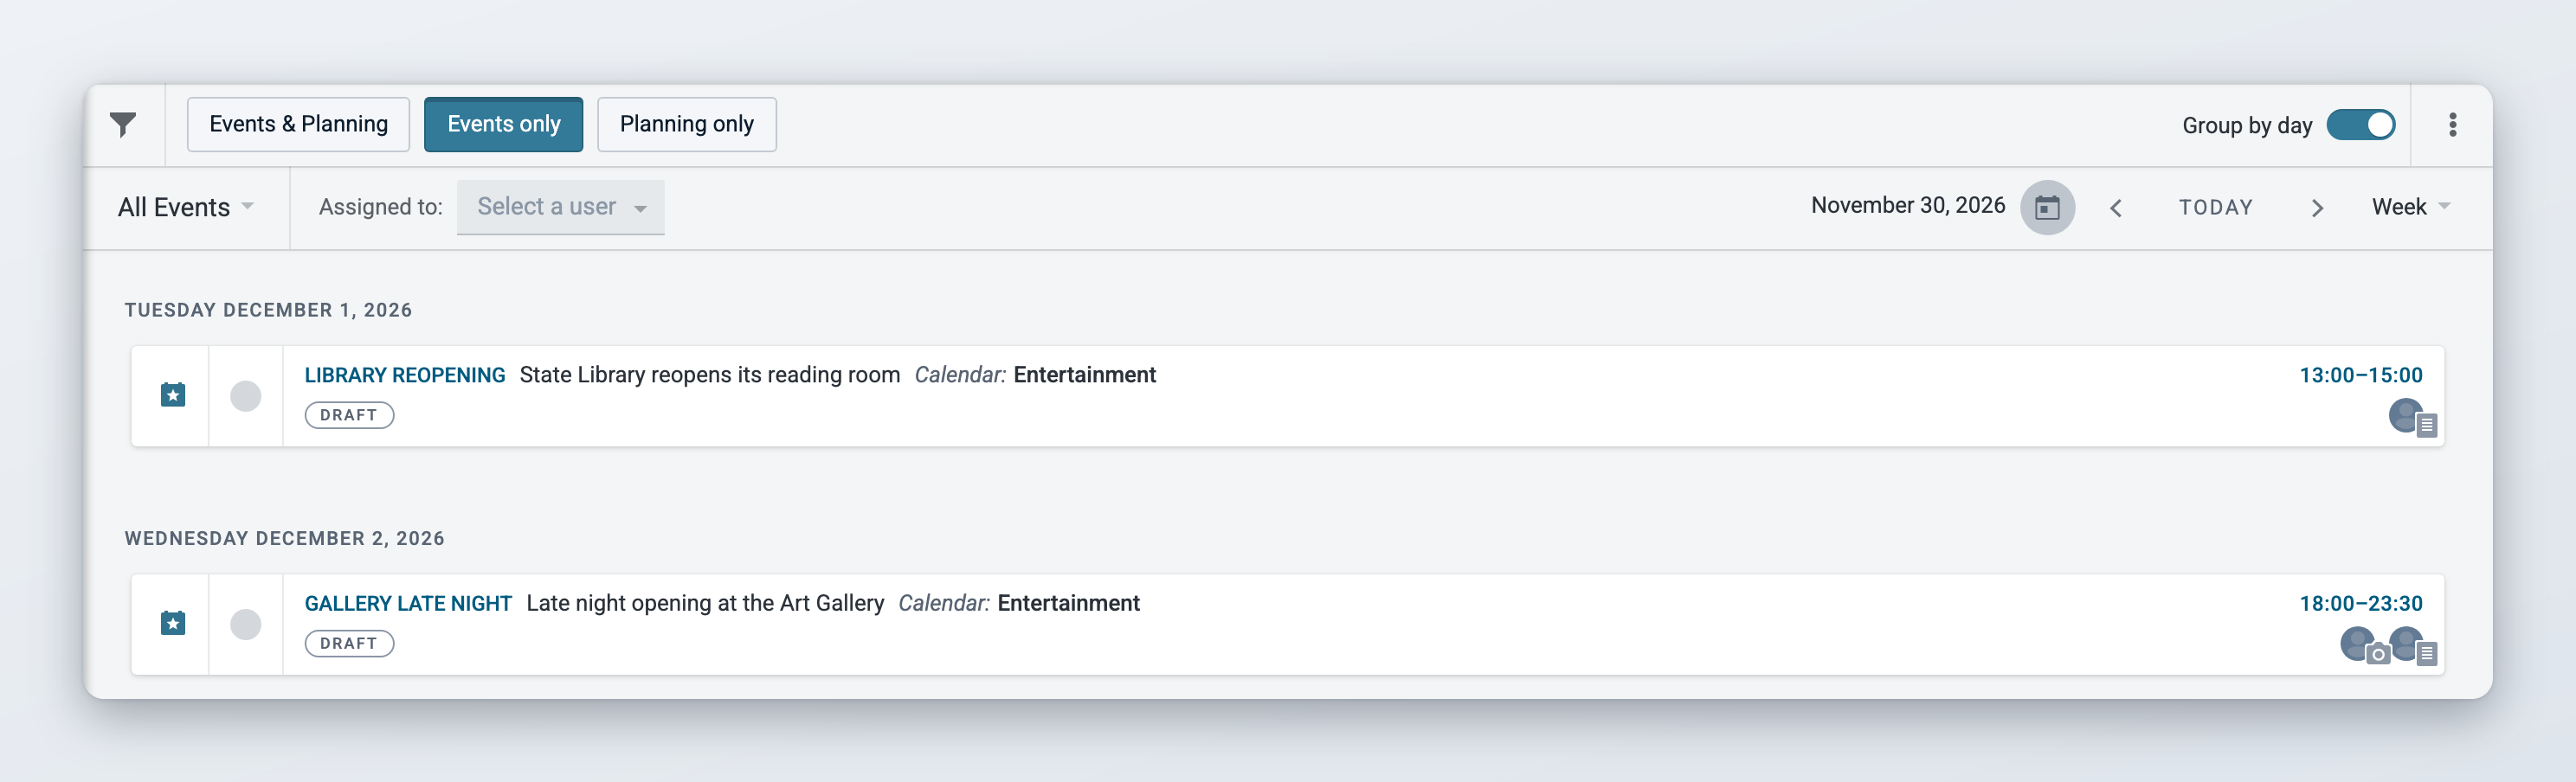 Events & Planning Events only Planning only Group by day
All Events Assigned to: Select a user November 30, 2026 TODAY Week
TUESDAY DECEMBER 1, 2026
LIBRARY REOPENING State Library reopens its reading room Calendar: Entertainment 13:00–15:00
DRAFT
WEDNESDAY DECEMBER 2, 2026
GALLERY LATE NIGHT Late night opening at the Art Gallery Calendar: Entertainment 18:00–23:30
DRAFT